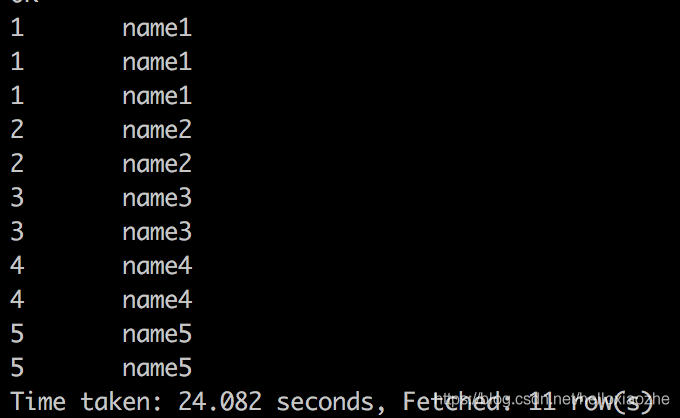 OK
1 name1
1 name1
1 name1
2 name2
2 name2
3 name3
3 name3
4 name4
4 name4
5 name5
5 name5
Time taken: 24.082 seconds, Fetched: 11 row(s)
https://blog.csdn.net/helloxiaozhe